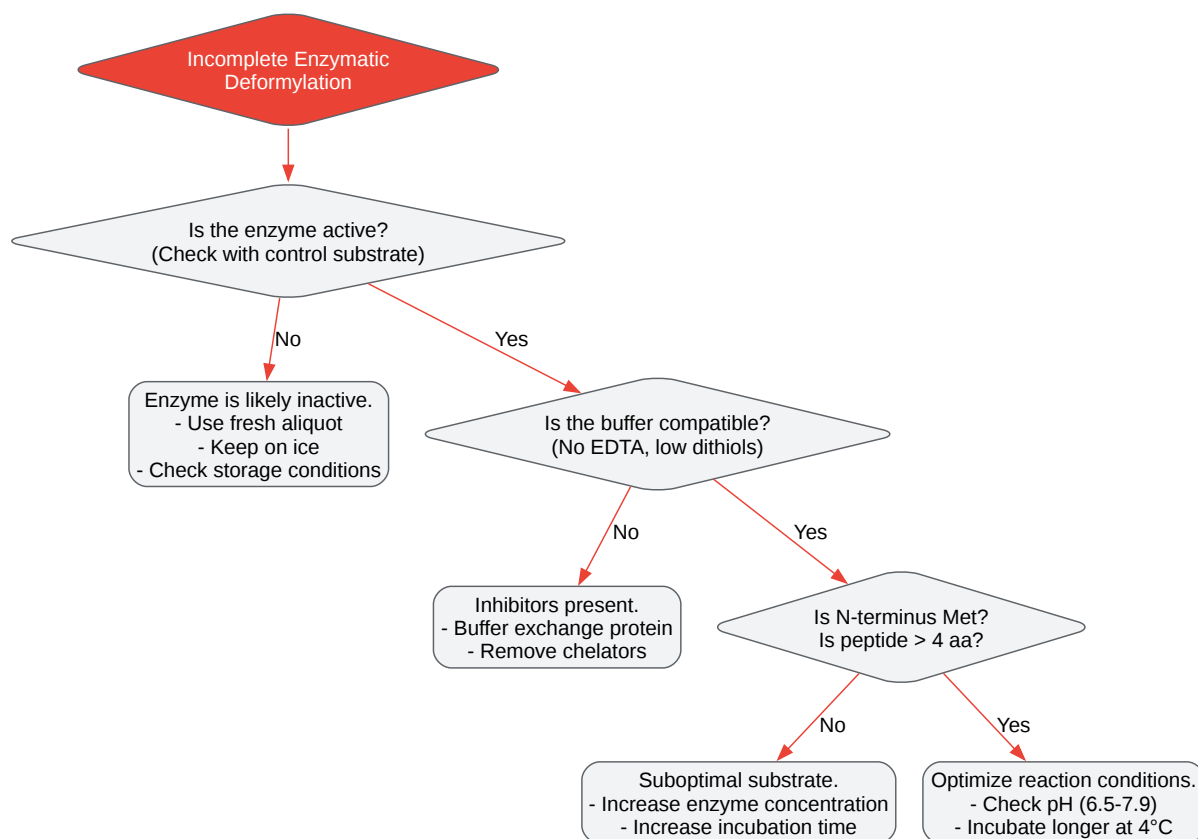 Incomplete Enzymatic
Deformylation
Is the enzyme active?
(Check with control substrate)
No
Yes
Enzyme is likely inactive.
- Use fresh aliquot
- Keep on ice
- Check storage conditions
Is the buffer compatible?
(No EDTA, low dithiols)
No
Yes
Inhibitors present.
- Buffer exchange protein
- Remove chelators
Is N-terminus Met?
Is peptide > 4 aa?
No
Yes
Suboptimal substrate.
- Increase enzyme concentration
- Increase incubation time
Optimize reaction conditions.
- Check pH (6.5-7.9)
- Incubate longer at 4°C